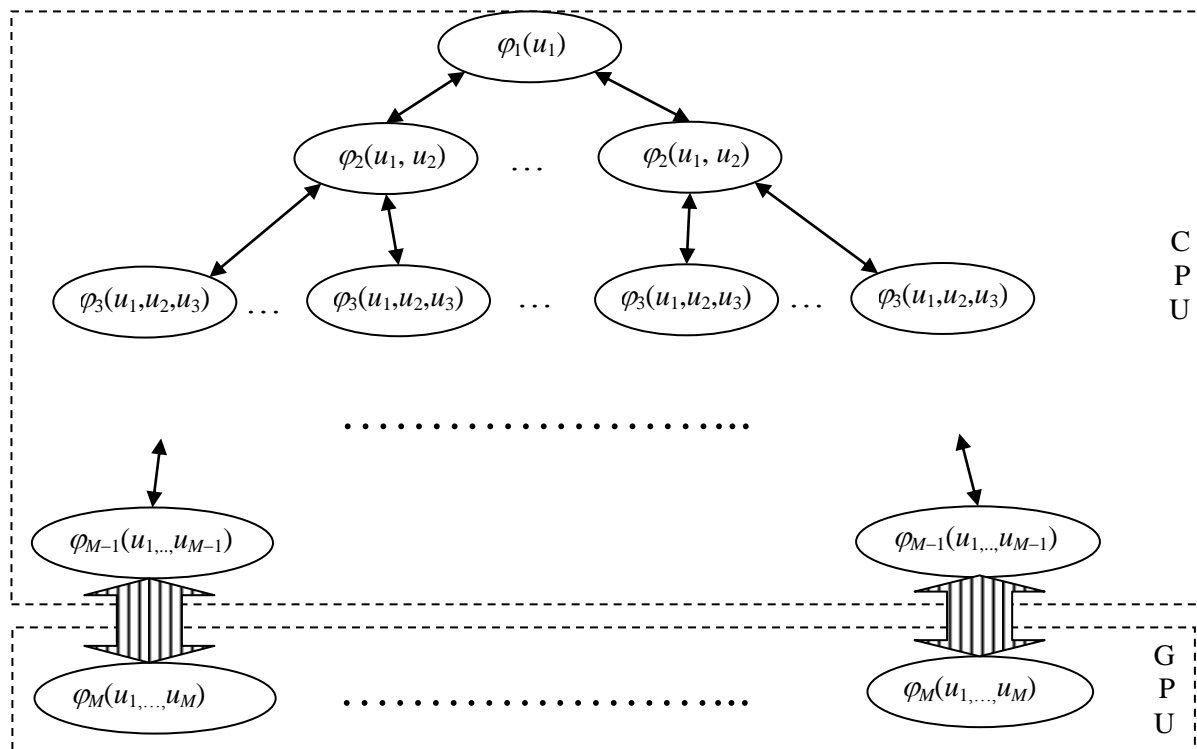 φ₁(u₁)
φ₂(u₁, u₂) … φ₂(u₁, u₂)
φ₃(u₁,u₂,u₃) … φ₃(u₁,u₂,u₃) … φ₃(u₁,u₂,u₃) … φ₃(u₁,u₂,u₃)
C
P
U
φM–1(u1,..,uM–1) φM–1(u1,..,uM–1)
φM(u1,…,uM) φM(u1,…,uM)
G
P
U